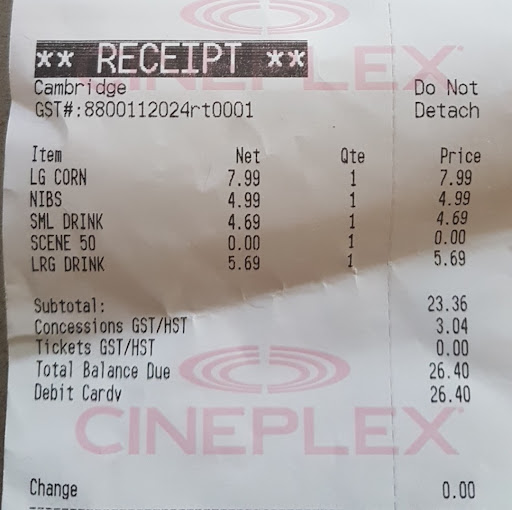 ** RECEIPT **
Cambridge Do Not
GST#:8800112024rt0001 Detach
Item Net Qte Price
LG CORN 7.99 1 7.99
NIBS 4.99 1 4.99
SML DRINK 4.69 1 4.69
SCENE 50 0.00 1 0.00
LRG DRINK 5.69 1 5.69
Subtotal: 23.36
Concessions GST/HST 3.04
Tickets GST/HST 0.00
Total Balance Due 26.40
Debit Cardv 26.40
CINEPLEX
Change 0.00